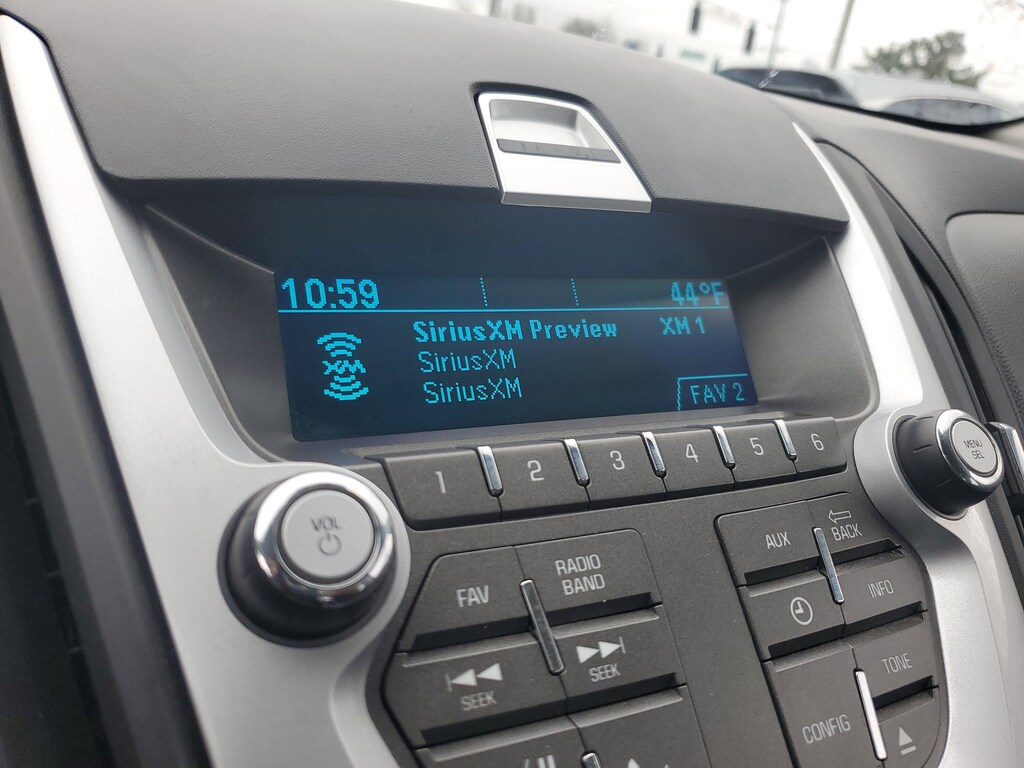 10:59 44°F
SiriusXM Preview XM 1
XM
SiriusXM
SiriusXM
FAV 2
1 2 3 4 5 6
MENU
SEL
VOL
FAV
RADIO
BAND
AUX
BACK
INFO
SEEK
SEEK
TONE
CONFIG